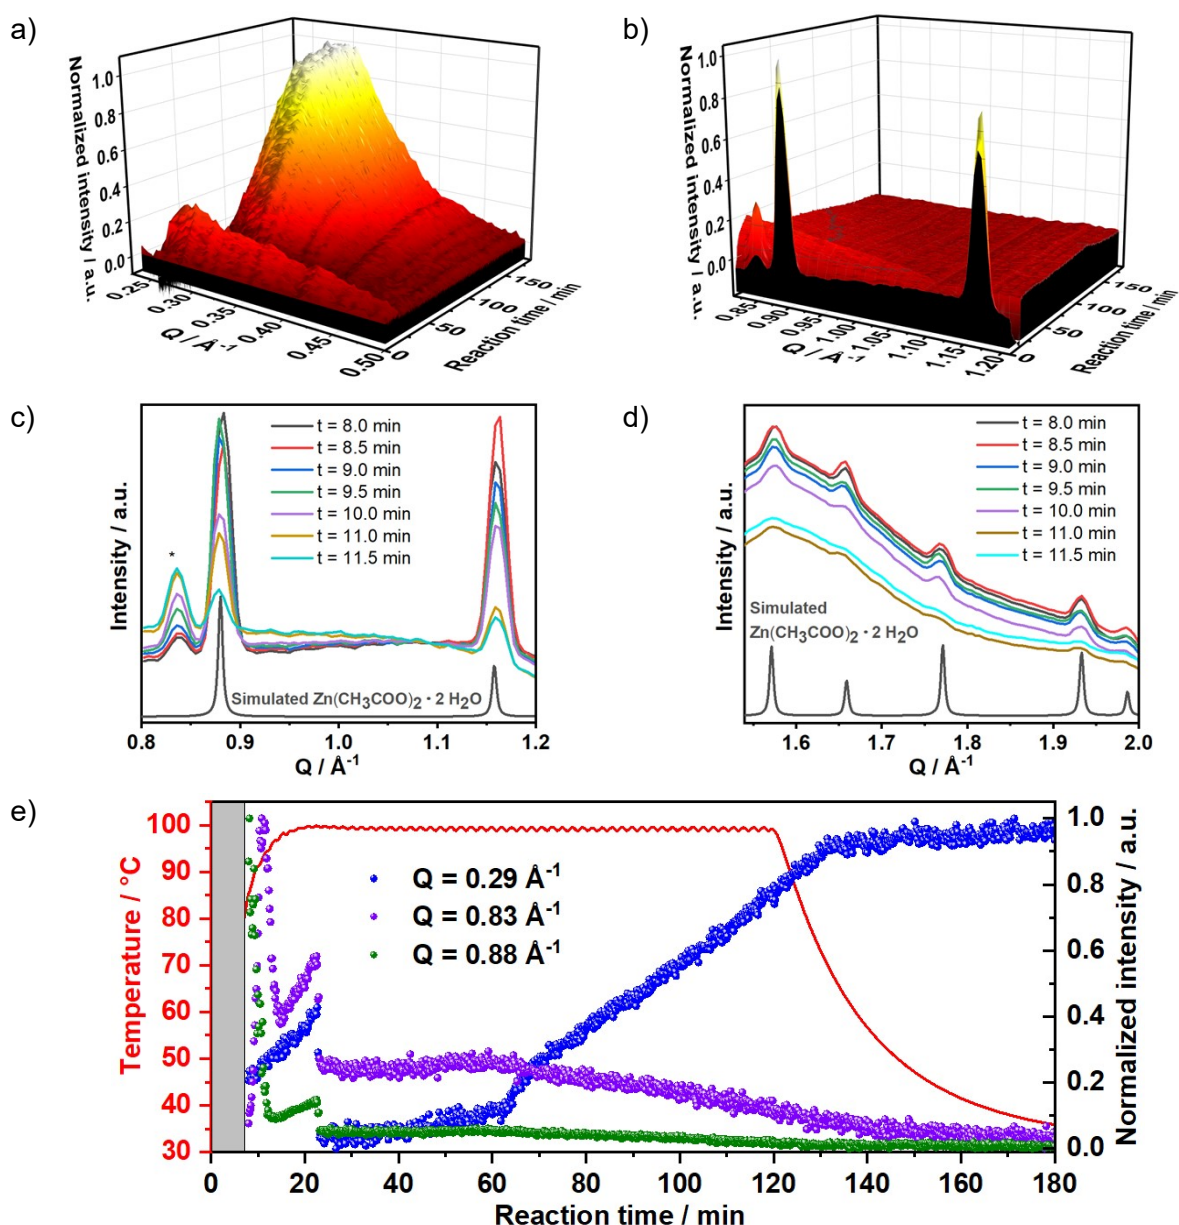 a)
Normalized intensity / a.u.
1.0
0.8
0.6
0.4
0.2
0.0
0.25
0.30
0.35
0.40
0.45
0.50
Q / Å-1
0
50
100
150
Reaction time / min
b)
Normalized intensity / a.u.
1.0
0.8
0.6
0.4
0.2
0.0
0.85
0.90
0.95
1.00
1.05
1.10
1.15
1.20
Q / Å-1
0
50
100
150
Reaction time / min
c)
Intensity / a.u.
t = 8.0 min
t = 8.5 min
t = 9.0 min
t = 9.5 min
t = 10.0 min
t = 11.0 min
t = 11.5 min
*
Simulated Zn(CH3COO)2 · 2 H2O
0.8 0.9 1.0 1.1 1.2
Q / Å-1
d)
Intensity / a.u.
t = 8.0 min
t = 8.5 min
t = 9.0 min
t = 9.5 min
t = 10.0 min
t = 11.0 min
t = 11.5 min
Simulated
Zn(CH3COO)2 · 2 H2O
1.6 1.7 1.8 1.9 2.0
Q / Å-1
e)
Temperature / °C
100
90
80
70
60
50
40
30
Q = 0.29 Å-1
Q = 0.83 Å-1
Q = 0.88 Å-1
1.0
0.8
0.6
0.4
0.2
0.0
Normalized intensity / a.u.
0 20 40 60 80 100 120 140 160 180
Reaction time / min